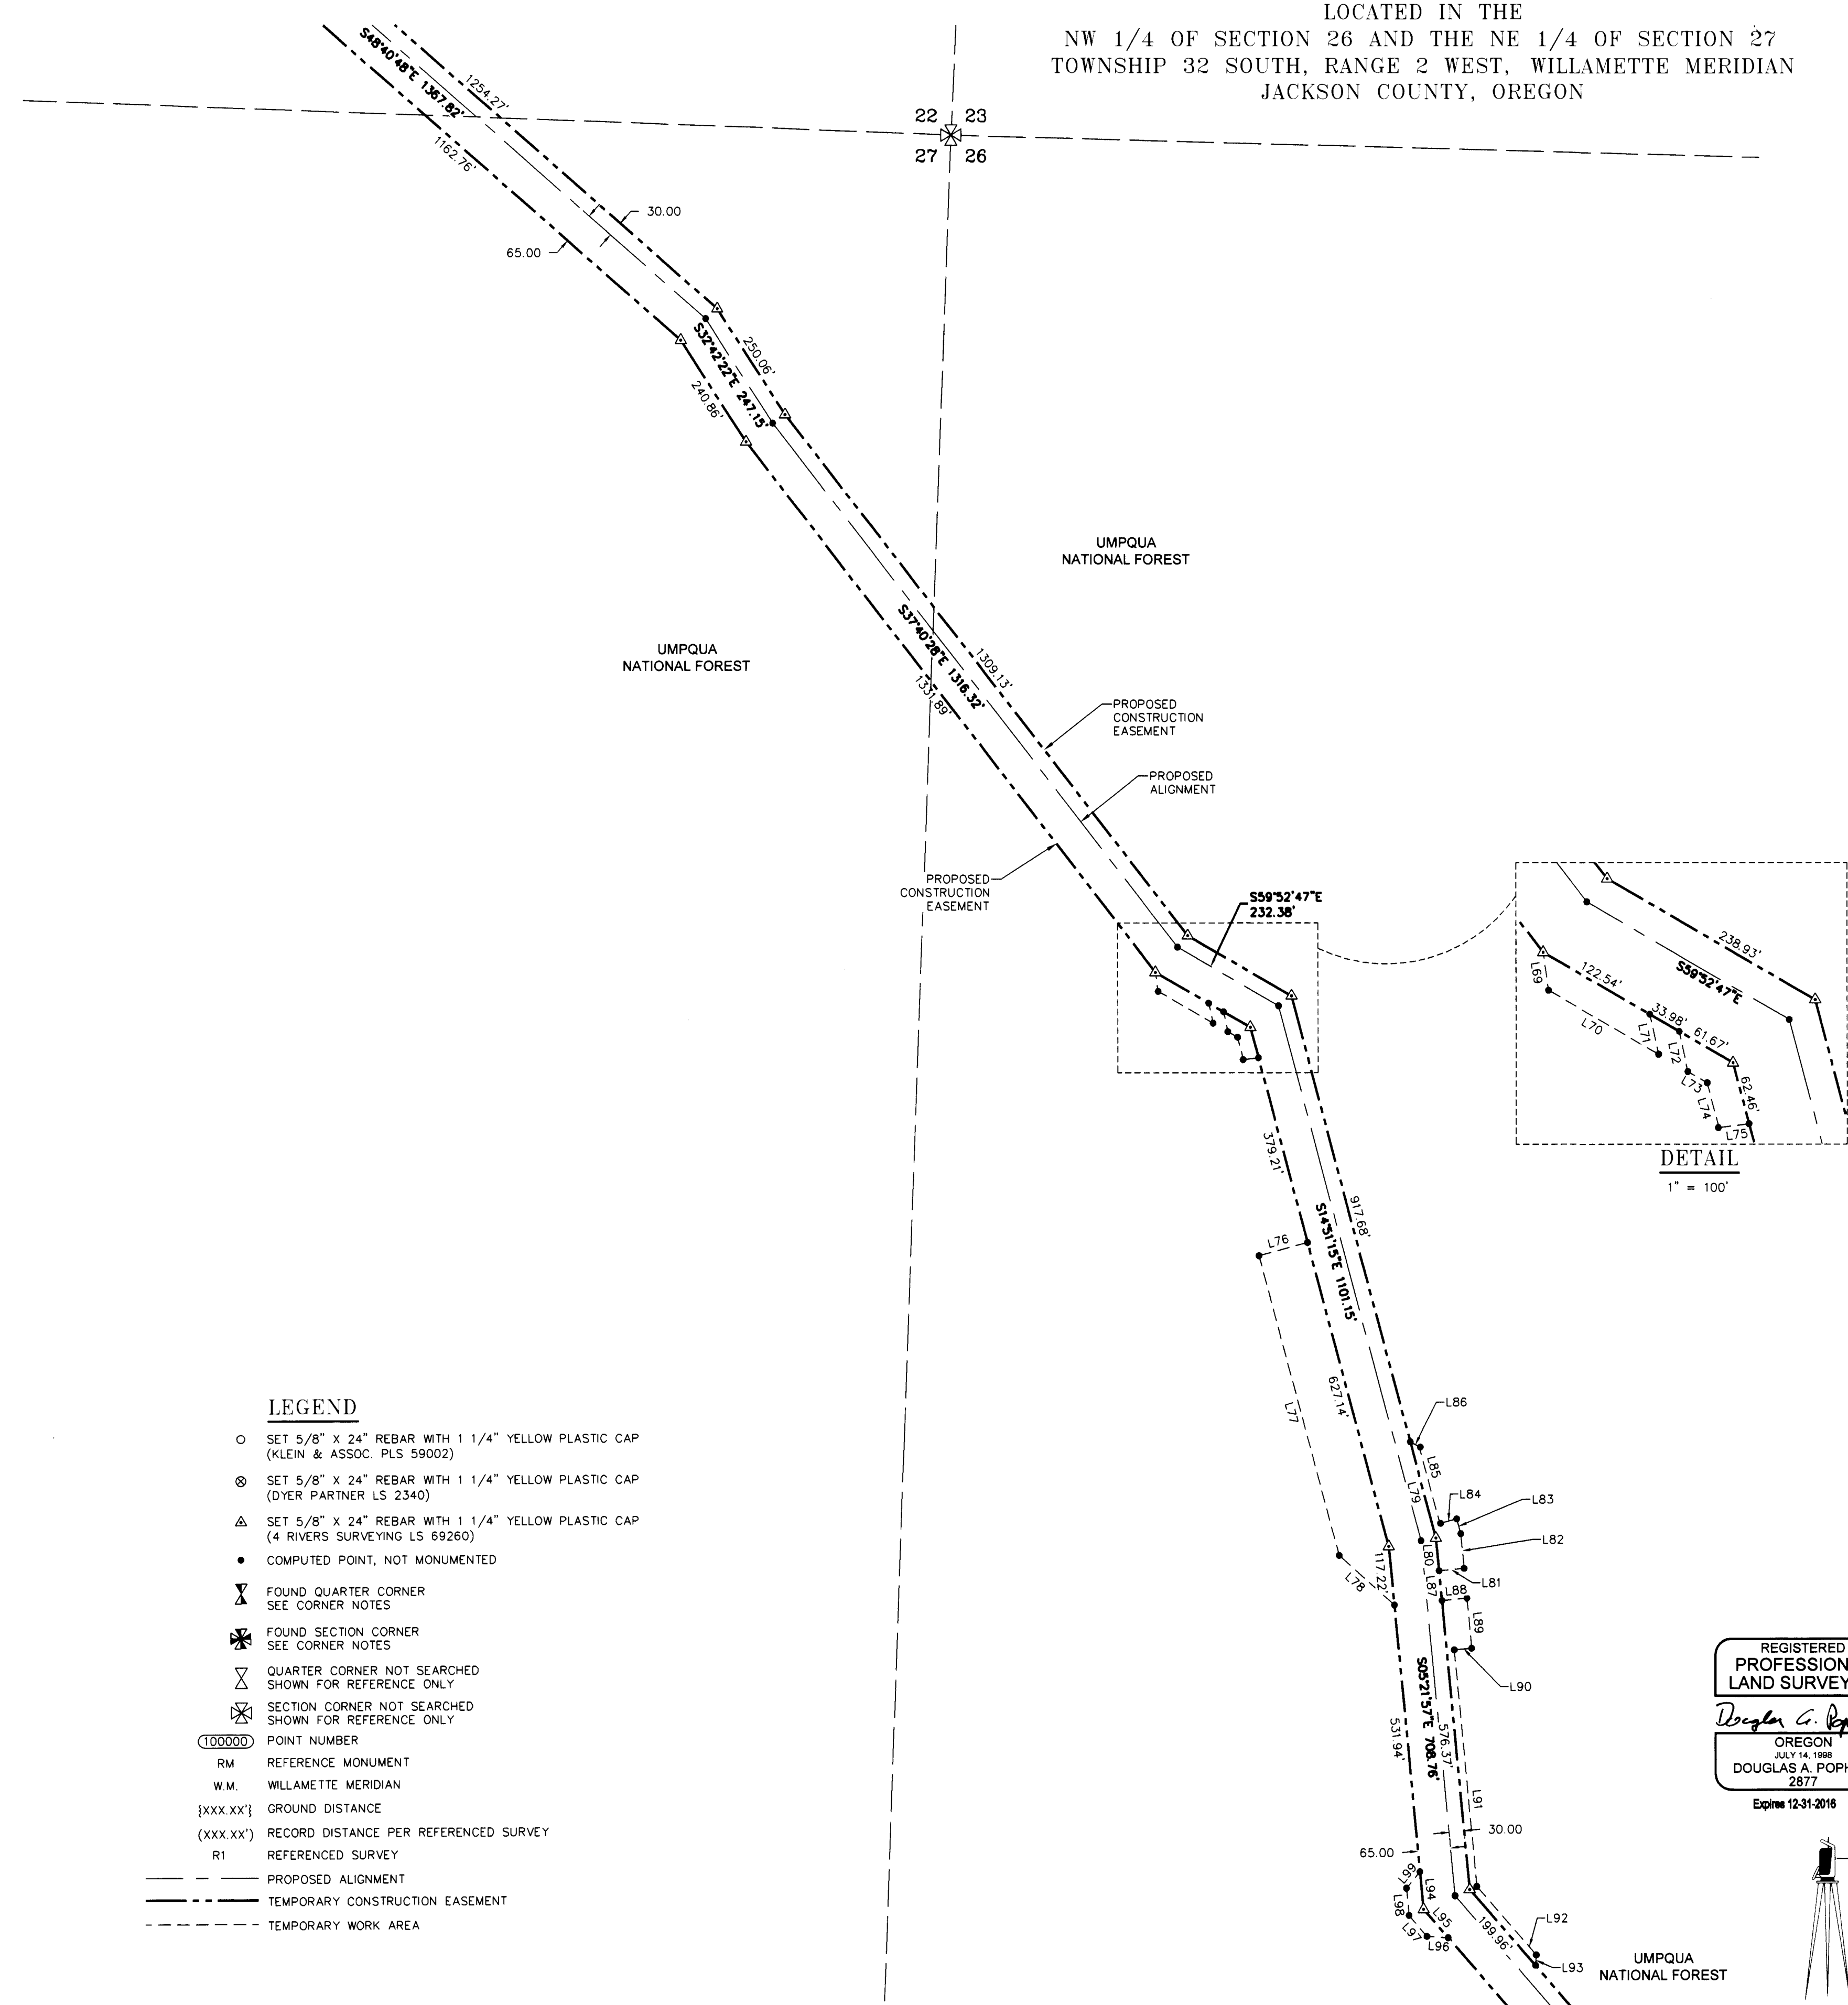 LOCATED IN THE
NW 1/4 OF SECTION 26 AND THE NE 1/4 OF SECTION 27
TOWNSHIP 32 SOUTH, RANGE 2 WEST, WILLAMETTE MERIDIAN
JACKSON COUNTY, OREGON
S48°40'48"E 1367.82'
1254.27'
1162.76'
22 23
27 26
30.00
65.00
S32°42'22"E 247.15'
250.06'
240.86'
UMPQUA
NATIONAL FOREST
UMPQUA
NATIONAL FOREST
S37°40'28"E 1316.32'
1309.13'
1331.89'
PROPOSED
CONSTRUCTION
EASEMENT
PROPOSED
ALIGNMENT
PROPOSED
CONSTRUCTION
EASEMENT
S59°52'47"E
232.38'
238.93'
S59°52'47"E
122.54'
33.98'
61.67'
62.46'
L69
L70
L71
L72
L73
L74
L75
DETAIL
1" = 100'
379.21'
917.68'
S14°51'15"E 1101.15'
L76
L77
627.14'
L86
L85
L79
L84
L83
L82
L80
L81
L87
L88
L89
L90
117.22'
L78
S05°21'57"E 708.76'
576.37'
531.94'
L91
30.00
65.00
L99
L98
L94
L95
L97
L96
199.96'
L92
L93
UMPQUA
NATIONAL FOREST
LEGEND
SET 5/8" X 24" REBAR WITH 1 1/4" YELLOW PLASTIC CAP
(KLEIN & ASSOC. PLS 59002)
SET 5/8" X 24" REBAR WITH 1 1/4" YELLOW PLASTIC CAP
(DYER PARTNER LS 2340)
SET 5/8" X 24" REBAR WITH 1 1/4" YELLOW PLASTIC CAP
(4 RIVERS SURVEYING LS 69260)
COMPUTED POINT, NOT MONUMENTED
FOUND QUARTER CORNER
SEE CORNER NOTES
FOUND SECTION CORNER
SEE CORNER NOTES
QUARTER CORNER NOT SEARCHED
SHOWN FOR REFERENCE ONLY
SECTION CORNER NOT SEARCHED
SHOWN FOR REFERENCE ONLY
100000 POINT NUMBER
RM REFERENCE MONUMENT
W.M. WILLAMETTE MERIDIAN
{XXX.XX'} GROUND DISTANCE
(XXX.XX') RECORD DISTANCE PER REFERENCED SURVEY
R1 REFERENCED SURVEY
PROPOSED ALIGNMENT
TEMPORARY CONSTRUCTION EASEMENT
TEMPORARY WORK AREA
REGISTERED
PROFESSION
LAND SURVEY
Douglas A. Pop
OREGON
JULY 14, 1998
DOUGLAS A. POPH
2877
Expires 12-31-2016